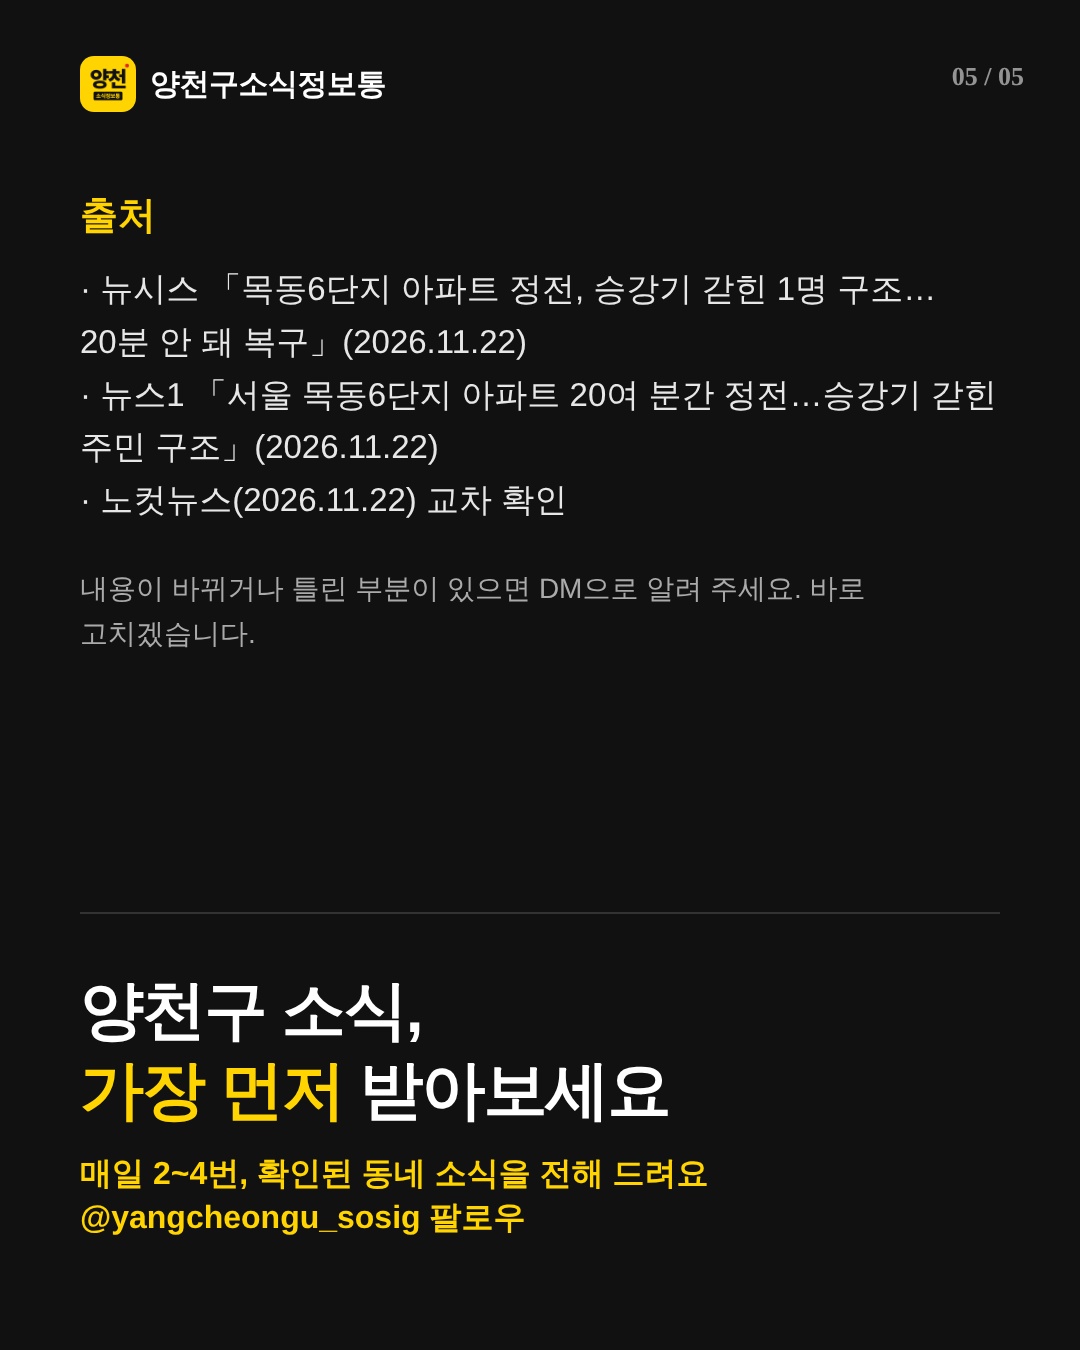 양천
소식정보통
양천구소식정보통
05 / 05
출처
· 뉴시스 「목동6단지 아파트 정전, 승강기 갇힌 1명 구조…
20분 안 돼 복구」(2026.11.22)
· 뉴스1 「서울 목동6단지 아파트 20여 분간 정전…승강기 갇힌
주민 구조」(2026.11.22)
· 노컷뉴스(2026.11.22) 교차 확인
내용이 바뀌거나 틀린 부분이 있으면 DM으로 알려 주세요. 바로
고치겠습니다.
양천구 소식,
가장 먼저 받아보세요
매일 2~4번, 확인된 동네 소식을 전해 드려요
@yangcheongu_sosig 팔로우